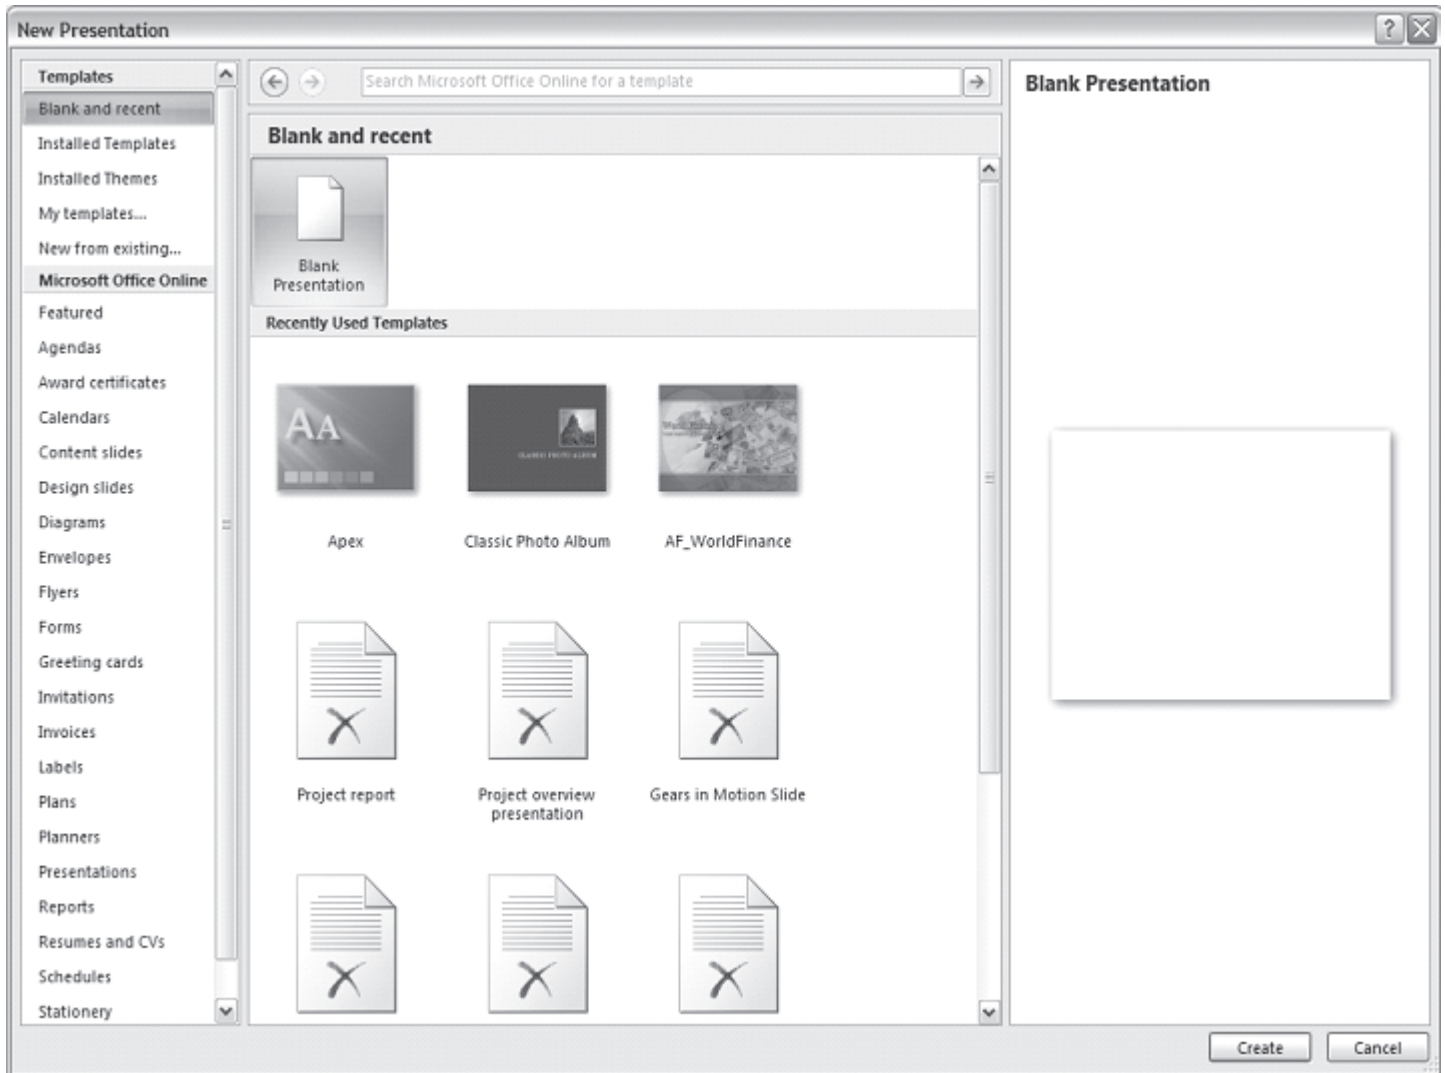 New Presentation
?
Templates
Blank and recent
Installed Templates
Installed Themes
My templates...
New from existing...
Microsoft Office Online
Featured
Agendas
Award certificates
Calendars
Content slides
Design slides
Diagrams
Envelopes
Flyers
Forms
Greeting cards
Invitations
Invoices
Labels
Plans
Planners
Presentations
Reports
Resumes and CVs
Schedules
Stationery
Search Microsoft Office Online for a template
Blank and recent
Blank
Presentation
Recently Used Templates
AA
CLASSIC PHOTO ALBUM
Apex
Classic Photo Album
AF_WorldFinance
Project report
Project overview
presentation
Gears in Motion Slide
Blank Presentation
Create
Cancel